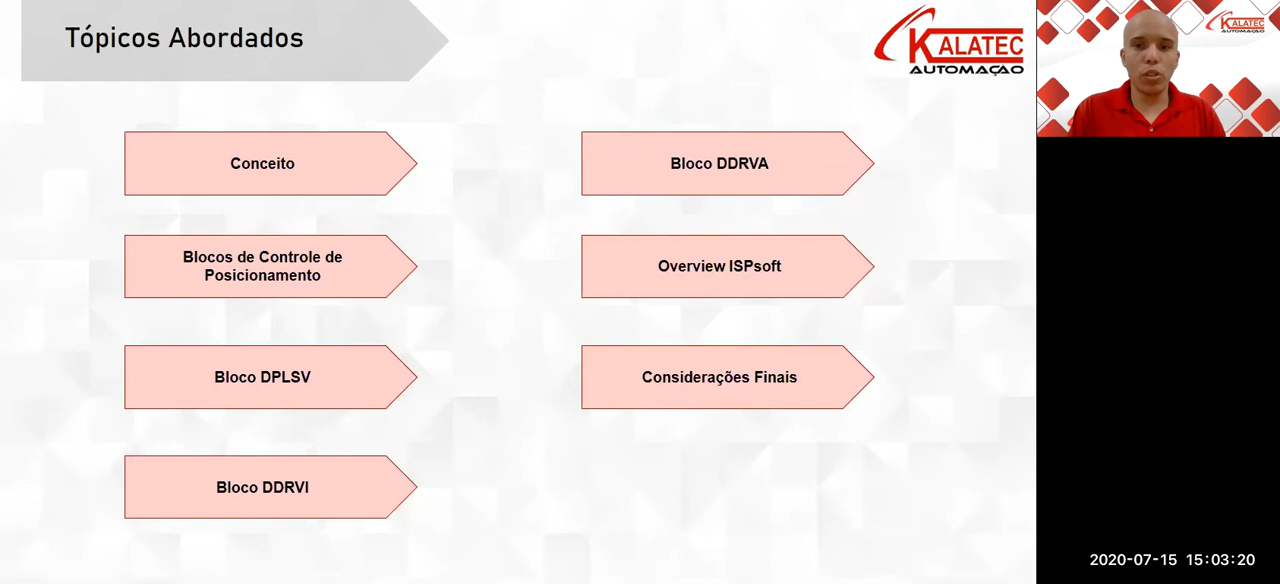 Tópicos Abordados
KALATEC
AUTOMAÇÃO
Conceito
Blocos de Controle de
Posicionamento
Bloco DPLSV
Bloco DDRVI
Bloco DDRVA
Overview ISPsoft
Considerações Finais
KALATEC
AUTOMAÇÃO
2020-07-15 15:03:20